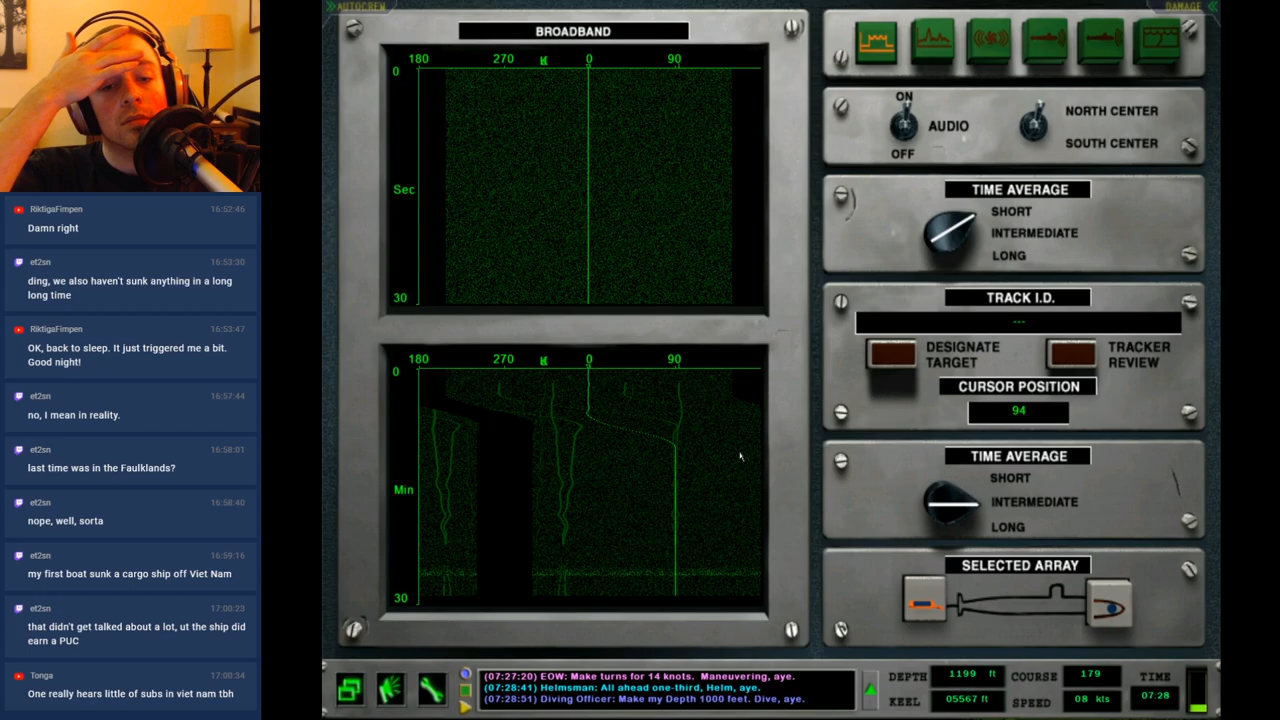 AUTOCREW
DAMAGE
BROADBAND
180 270 0 90
0
Sec
30
180 270 0 90
0
Min
30
ON
AUDIO
OFF
NORTH CENTER
SOUTH CENTER
TIME AVERAGE
SHORT
INTERMEDIATE
LONG
TRACK I.D.
---
DESIGNATE
TARGET
TRACKER
REVIEW
CURSOR POSITION
94
TIME AVERAGE
SHORT
INTERMEDIATE
LONG
SELECTED ARRAY
(07:27:20) EOW: Make turns for 14 knots. Maneuvering, aye.
(07:28:41) Helmsman: All ahead one-third, Helm, aye.
(07:28:51) Diving Officer: Make my Depth 1000 feet. Dive, aye.
DEPTH 1199 ft COURSE 179 TIME
KEEL 05567 ft SPEED 08 kts 07:28
RiktigaFimpen 16:52:46
Damn right
et2sn 16:53:30
ding, we also haven't sunk anything in a long
long time
RiktigaFimpen 16:53:47
OK, back to sleep. It just triggered me a bit.
Good night!
et2sn 16:57:44
no, I mean in reality.
et2sn 16:58:01
last time was in the Faulklands?
et2sn 16:58:40
nope, well, sorta
et2sn 16:59:16
my first boat sunk a cargo ship off Viet Nam
et2sn 17:00:23
that didn't get talked about a lot, ut the ship did
earn a PUC
Tonga 17:00:34
One really hears little of subs in viet nam tbh